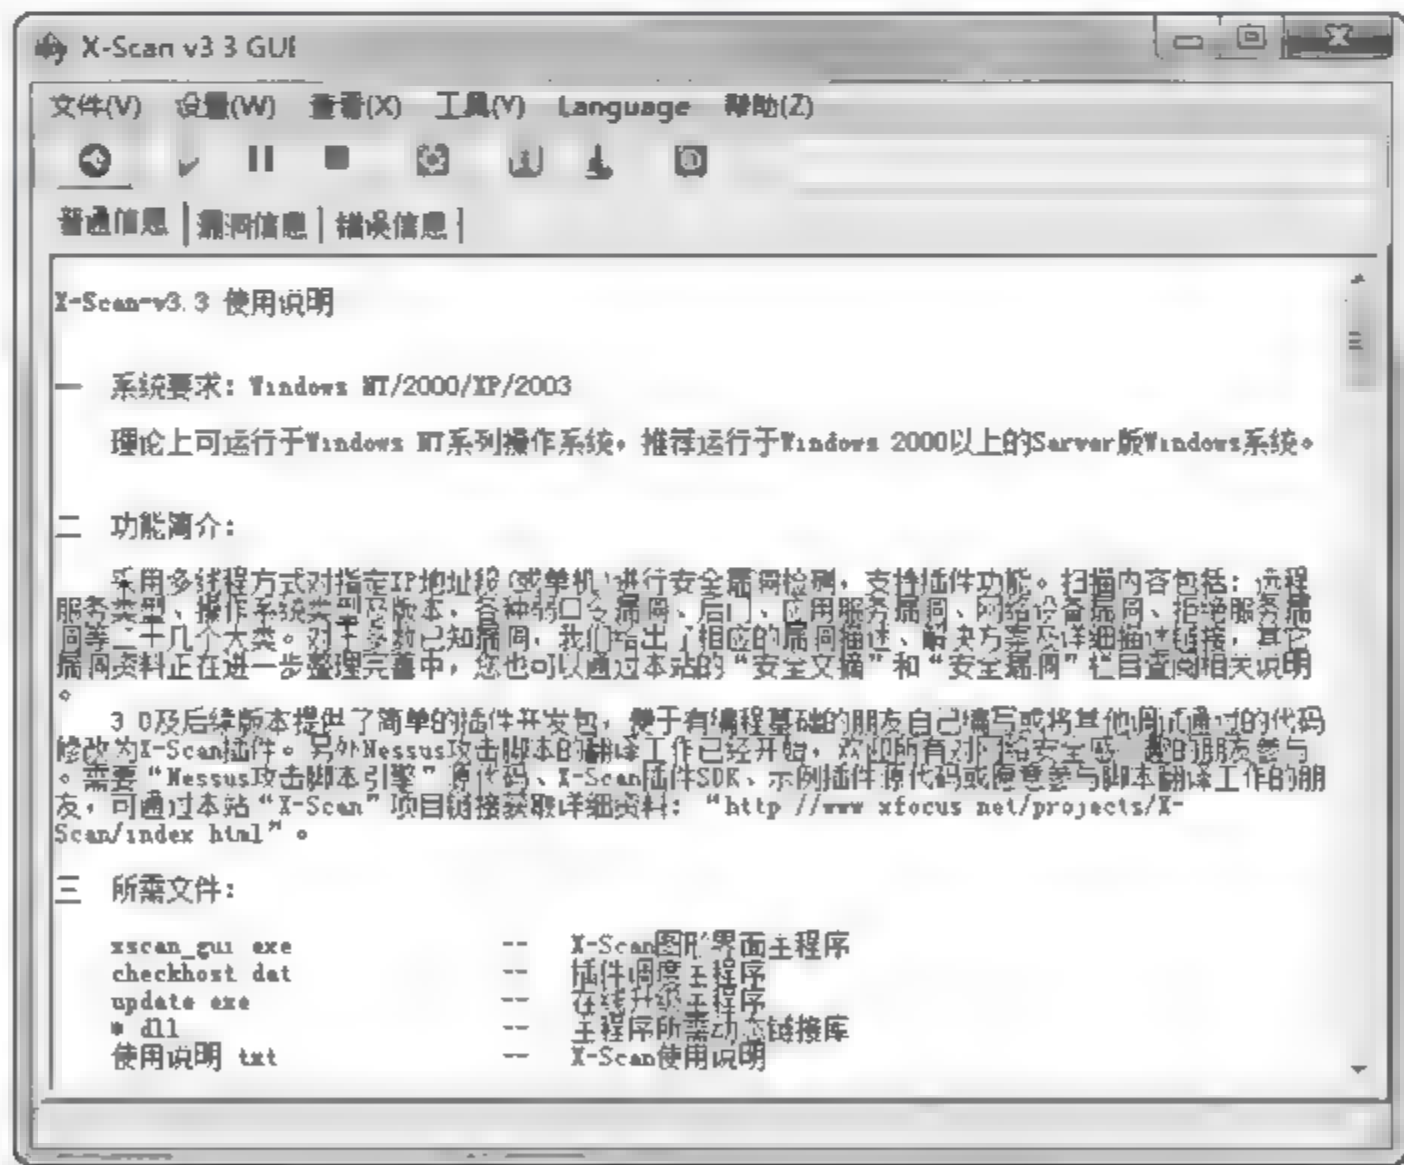 X-Scan v3 3 GUI
文件(V) 设置(W) 查看(X) 工具(Y) Language 帮助(Z)
普通信息 漏洞信息 错误信息
X-Scan-v3.3 使用说明
一 系统要求: Windows NT/2000/XP/2003
理论上可运行于Windows NT系列操作系统，推荐运行于Windows 2000以上的Server版Windows系统。
二 功能简介:
采用多线程方式对指定IP地址段(或单机)进行安全漏洞检测，支持插件功能。扫描内容包括：远程
服务类型、操作系统类型及版本，各种弱口令漏洞、后门、应用服务漏洞、网络设备漏洞、拒绝服务漏
洞等二十几个大类。对于多数已知漏洞，我们给出了相应的漏洞描述、解决方案及详细描述链接，其它
漏洞资料正在进一步整理完善中，您也可以通过本站的“安全文摘”和“安全漏洞”栏目查阅相关说明
。
3 0及后续版本提供了简单的插件开发包，便于有编程基础的朋友自己编写或将其他调试通过的代码
修改为X-Scan插件。另外Nessus攻击脚本的翻译工作已经开始，欢迎所有对网络安全感 趣的朋友参与
。需要“Nessus攻击脚本引擎”源代码、X-Scan插件SDK、示例插件源代码或愿意参与脚本翻译工作的朋
友，可通过本站“X-Scan”项目链接获取详细资料: “http //www xfocus net/projects/X-
Scan/index html”。
三 所需文件:
xscan_gui exe -- X-Scan图形界面主程序
checkhost dat -- 插件调度主程序
update exe -- 在线升级主程序
* dll -- 主程序所需动态链接库
使用说明 txt -- X-Scan使用说明